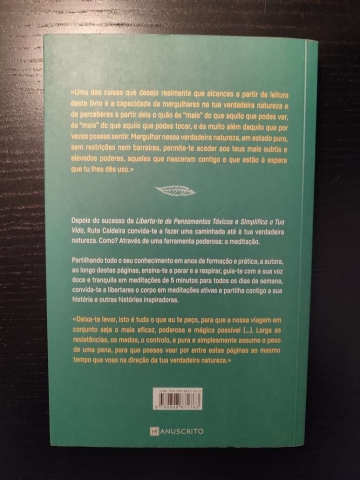 «Uma das coisas que desejo realmente que alcances a partir da leitura
deste livro é a capacidade de mergulhares na tua verdadeira natureza e
de perceberes a partir dela o quão és "mais" do que aquilo que podes ver,
és "mais" do que aquilo que podes tocar, e és muito além daquilo que por
vezes possas sentir. Mergulhar nessa verdadeira natureza, em estado puro,
sem restrições nem barreiras, permite-te aceder aos teus mais subtis e
elevados poderes, aqueles que nasceram contigo e que estão à espera
que tu lhes dês uso.»
Depois do sucesso da Liberta-te de Pensamentos Tóxicos e Simplifica a Tua
Vida, Rute Caldeira convida-te a fazer uma caminhada até à tua verdadeira
natureza. Como? Através de uma ferramenta poderosa: a meditação.
Partilhando todo o seu conhecimento em anos de formação e prática, a autora,
ao longo destas páginas, ensina-te a parar e a respirar, guia-te com a sua voz
doce e tranquila em meditações de 5 minutos para todos os dias da semana,
convida-te a libertares o corpo em meditações ativas e partilha contigo a sua
história e outras histórias inspiradoras.
«Deixa-te levar, isto é tudo o que eu te peço, para que a nossa viagem em
conjunto seja o mais eficaz, poderosa e mágica possível [...]. Larga as
resistências, os medos, o controlo, e pura e simplesmente assume o peso
de uma pena, para que possas voar por entre estas páginas ao mesmo
tempo que voas na direção da tua verdadeira natureza.»
MANUSCRITO